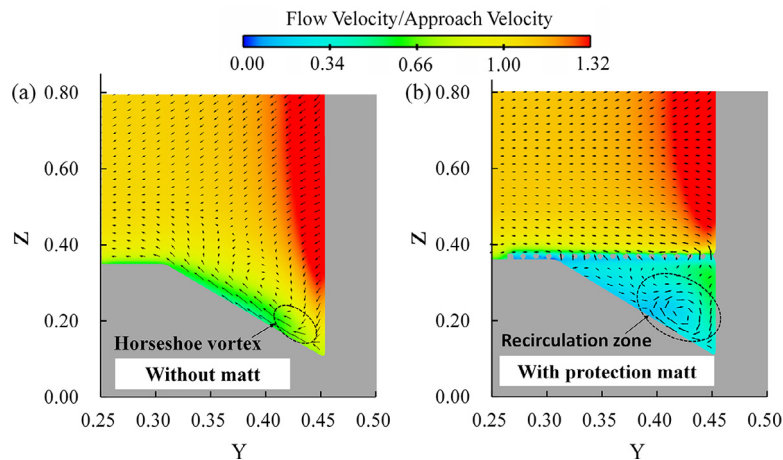 Flow Velocity/Approach Velocity
0.00 0.34 0.66 1.00 1.32
(a)
0.80
0.60
Z
0.40
0.20
0.00
Horseshoe vortex
Without matt
0.25 0.30 0.35 0.40 0.45 0.50
Y
(b)
0.80
0.60
Z
0.40
0.20
0.00
Recirculation zone
With protection matt
0.25 0.30 0.35 0.40 0.45 0.50
Y